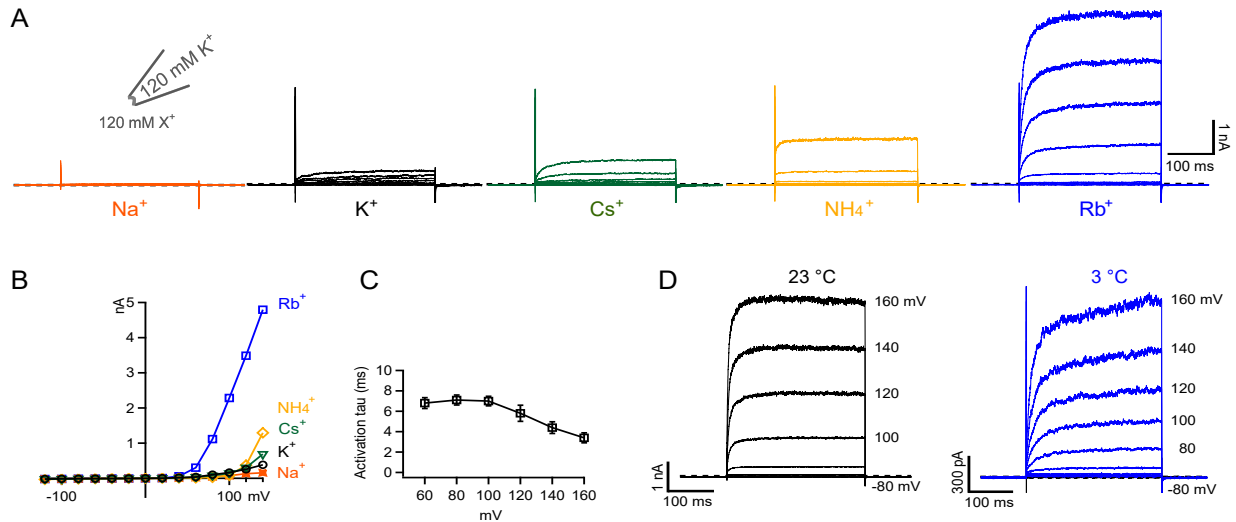 A
120 mM K+
120 mM X+
Na+
K+
Cs+
NH4+
Rb+
1 nA
100 ms
B
nA
5
4
3
2
1
-100
100 mV
Rb+
NH4+
Cs+
K+
Na+
C
Activation tau (ms)
10
8
6
4
2
0
60 80 100 120 140 160
mV
D
23 °C
160 mV
140
120
100
-80 mV
1 nA
100 ms
3 °C
160 mV
140
120
100
80
-80 mV
300 pA
100 ms